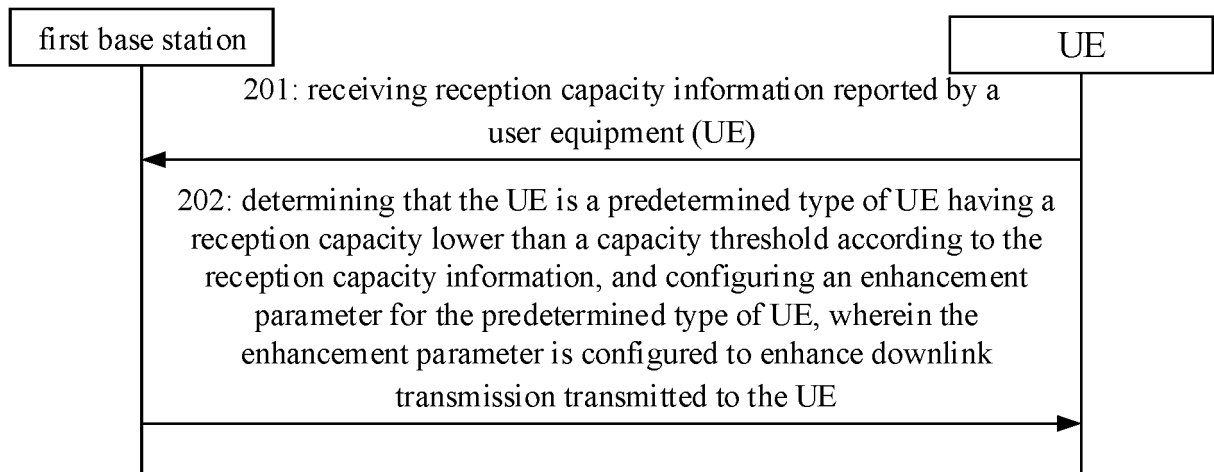 first base station
UE
201: receiving reception capacity information reported by a
user equipment (UE)
202: determining that the UE is a predetermined type of UE having a
reception capacity lower than a capacity threshold according to the
reception capacity information, and configuring an enhancement
parameter for the predetermined type of UE, wherein the
enhancement parameter is configured to enhance downlink
transmission transmitted to the UE